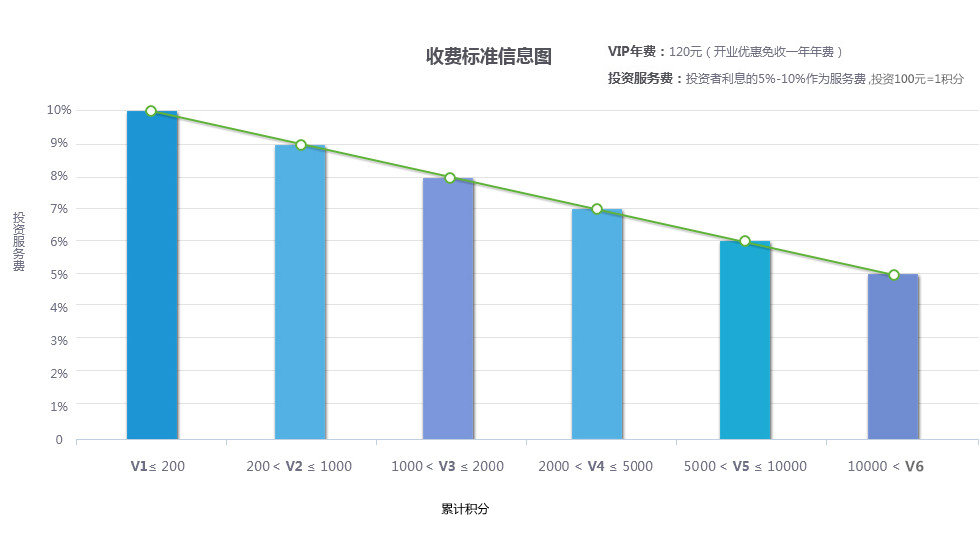 收费标准信息图
VIP年费：120元（开业优惠免收一年年费）
投资服务费：投资者利息的5%-10%作为服务费,投资100元=1积分
10%
9%
8%
7%
6%
5%
4%
3%
2%
1%
0
投资服务费
V1≤ 200
200 < V2 ≤ 1000
1000 < V3 ≤ 2000
2000 < V4 ≤ 5000
5000 < V5 ≤ 10000
10000 < V6
累计积分